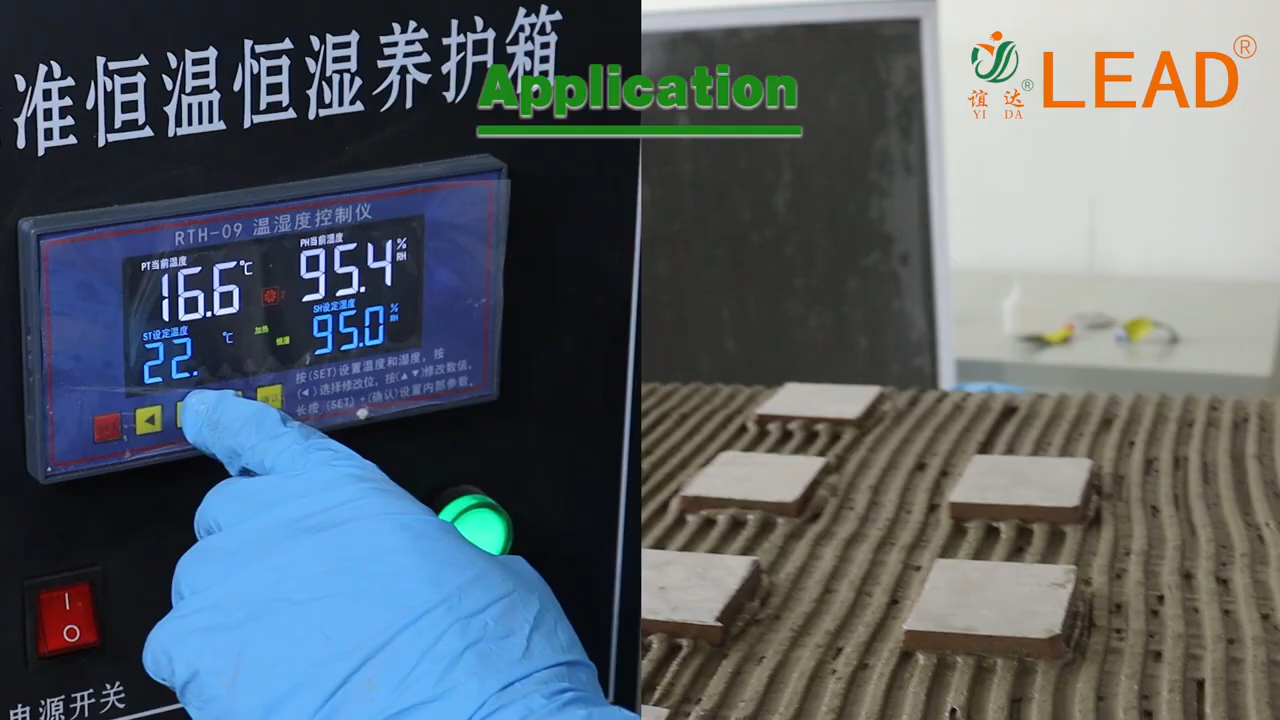 准恒温恒湿养护箱
Application
谊达® LEAD®
YI DA
RTH-09 温湿度控制仪
PT当前温度
PH当前湿度
16.6 ℃
95.4 % RH
ST设定温度
SH设定湿度
22. ℃
加热
恒湿
95.0 % RH
按(SET)设置温度和湿度，按
(◀)选择修改位，按(▲▼)修改数值，
长按 (SET) +(确认)设置内部参数。
电源开关